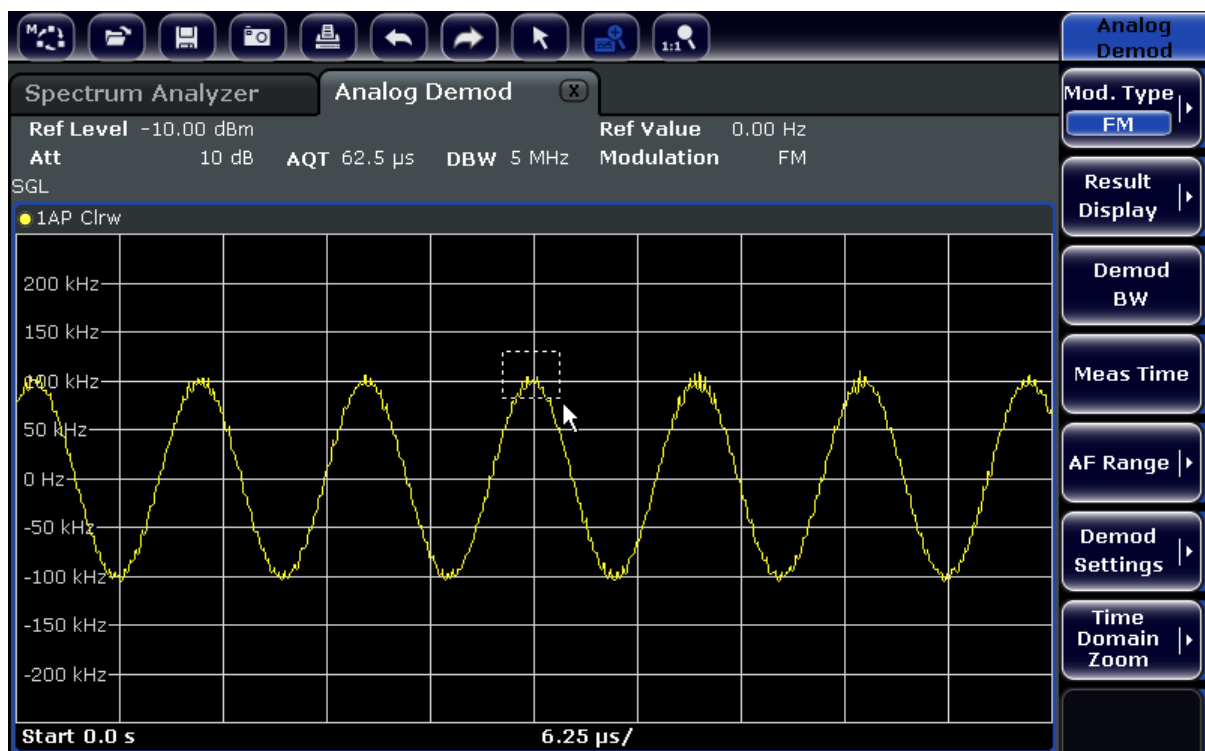 M
1:1
Analog
Demod
Spectrum Analyzer
Analog Demod
X
Ref Level -10.00 dBm
Ref Value 0.00 Hz
Att 10 dB AQT 62.5 µs DBW 5 MHz Modulation FM
SGL
1AP Clrw
200 kHz
150 kHz
100 kHz
50 kHz
0 Hz
-50 kHz
-100 kHz
-150 kHz
-200 kHz
Start 0.0 s
6.25 µs/
Mod. Type
FM
Result
Display
Demod
BW
Meas Time
AF Range
Demod
Settings
Time
Domain
Zoom